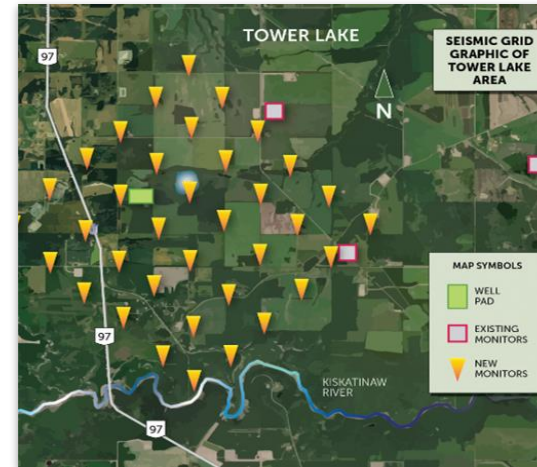 TOWER LAKE
SEISMIC GRID
GRAPHIC OF
TOWER LAKE
AREA
97
N
MAP SYMBOLS
WELL
PAD
EXISTING
MONITORS
NEW
MONITORS
97
KISKATINAW
RIVER
97